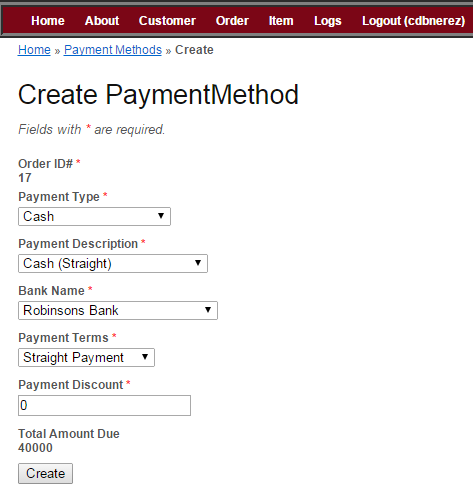 Home About Customer Order Item Logs Logout (cdbnerez)
Home » Payment Methods » Create
Create PaymentMethod
Fields with * are required.
Order ID# *
17
Payment Type *
Cash
Payment Description *
Cash (Straight)
Bank Name *
Robinsons Bank
Payment Terms *
Straight Payment
Payment Discount *
0
Total Amount Due
40000
Create